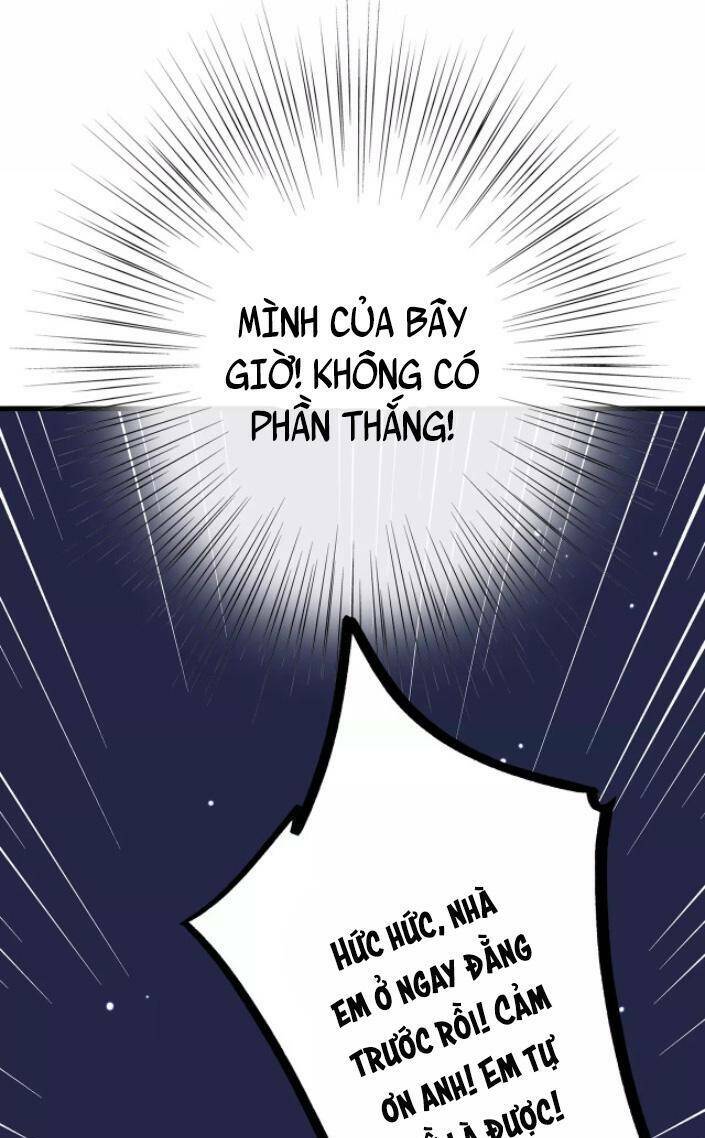 MÌNH CỦA BÂY
GIỜ! KHÔNG CÓ
PHẦN THẮNG!
HỨC HỨC, NHÀ
EM Ở NGAY ĐẰNG
TRƯỚC RỒI! CẢM
ƠN ANH! EM TỰ
LÀ ĐƯỢC!